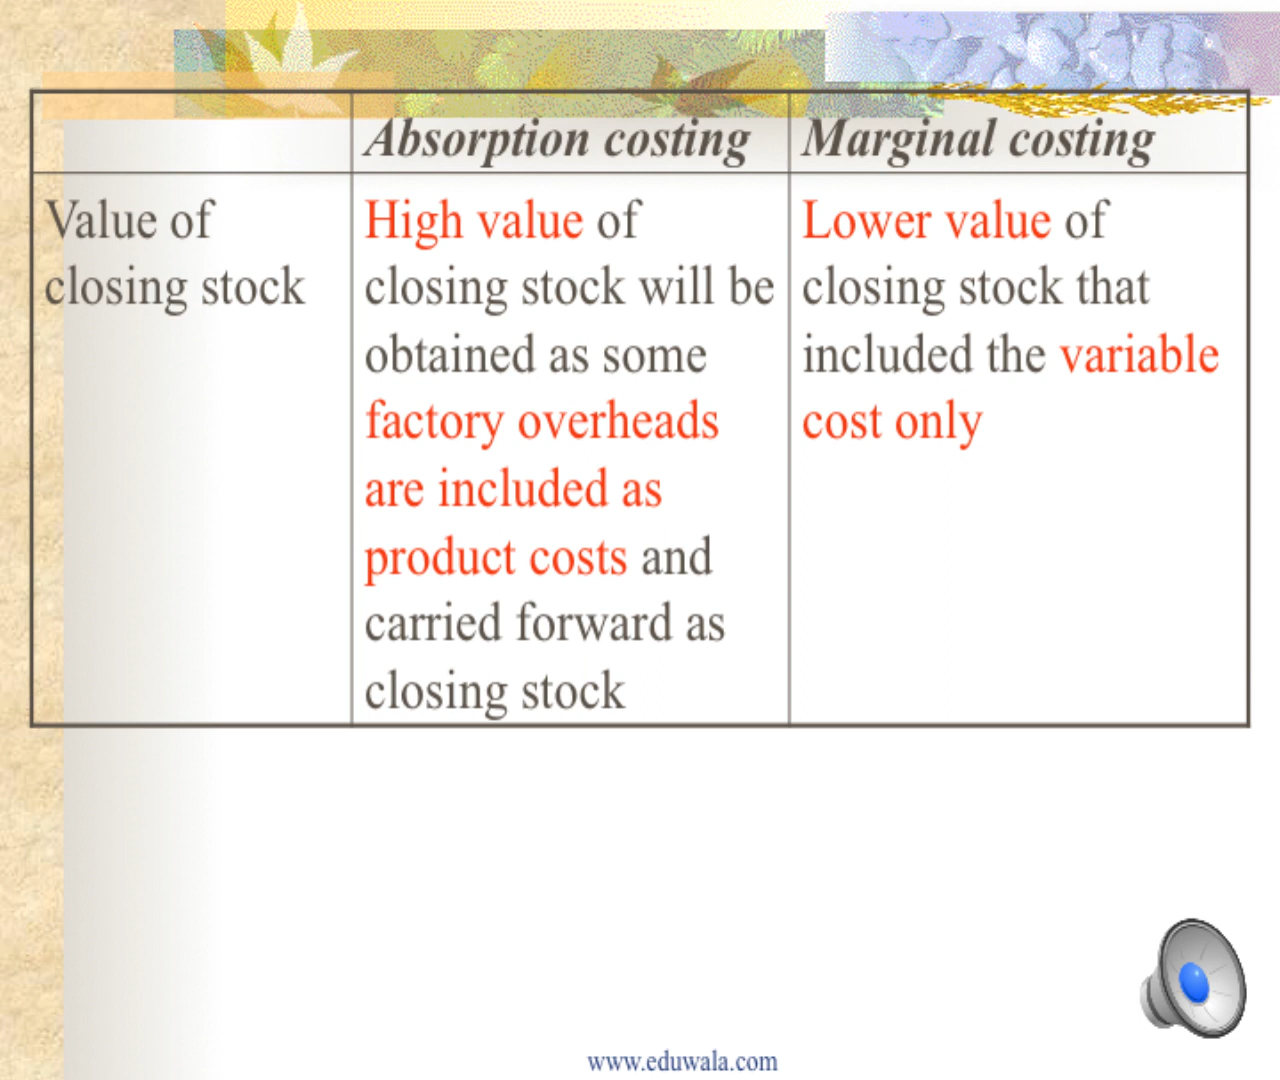 Absorption costing
Marginal costing
Value of
closing stock
High value of
closing stock will be
obtained as some
factory overheads
are included as
product costs and
carried forward as
closing stock
Lower value of
closing stock that
included the variable
cost only
www.eduwala.com